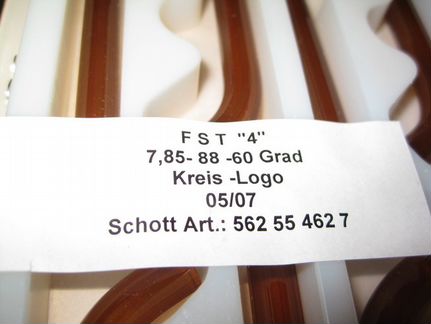 F S T "4"
7,85- 88 -60 Grad
Kreis -Logo
05/07
Schott Art.: 562 55 462 7